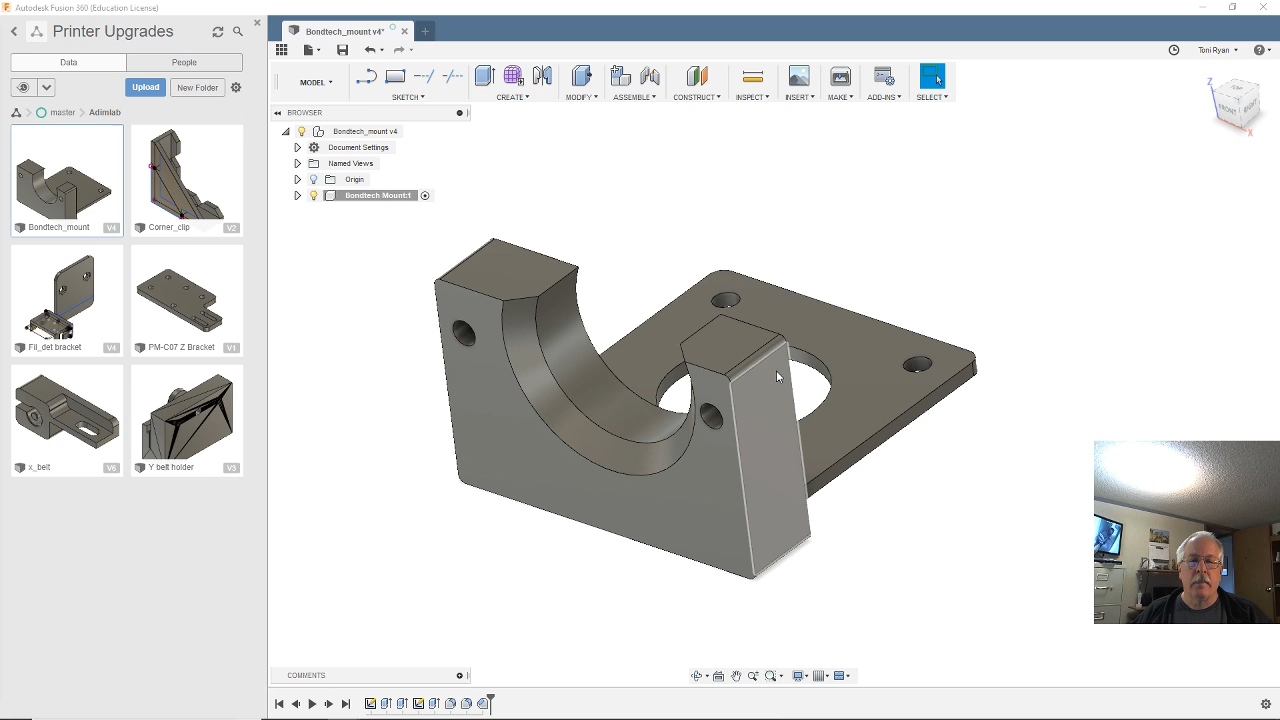 Autodesk Fusion 360 (Education License)
Printer Upgrades
Data
People
Upload
New Folder
master
Adimlab
Bondtech_mount
V4
Corner_clip
V2
Fil_det bracket
V4
PM-C07 Z Bracket
V1
x_belt
V6
Y belt holder
V3
Bondtech_mount v4*
Toni Ryan
MODEL
SKETCH
CREATE
MODIFY
ASSEMBLE
CONSTRUCT
INSPECT
INSERT
MAKE
ADD-INS
SELECT
BROWSER
Bondtech_mount v4
Document Settings
Named Views
Origin
Bondtech Mount:1
Z
TOP
FRONT
RIGHT
X
COMMENTS